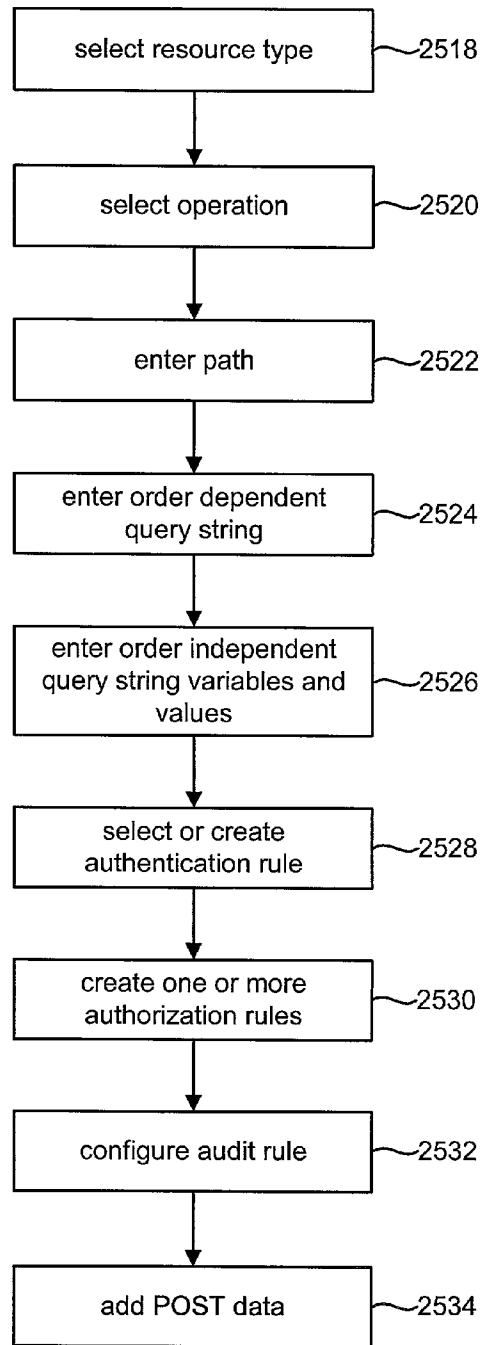 select resource type
2518
select operation
2520
enter path
2522
enter order dependent
query string
2524
enter order independent
query string variables and
values
2526
select or create
authentication rule
2528
create one or more
authorization rules
2530
configure audit rule
2532
add POST data
2534